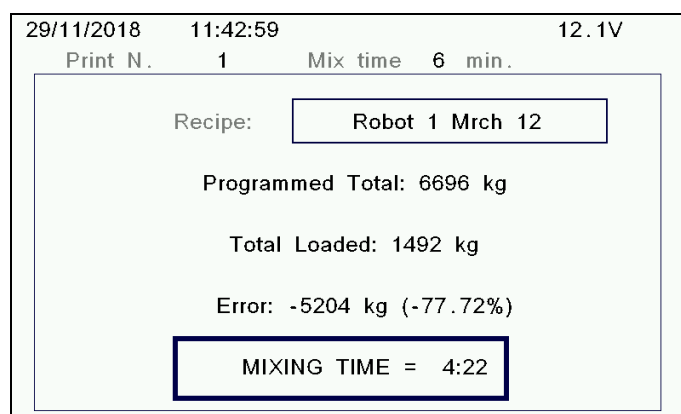 29/11/2018 11:42:59 12.1V
Print N. 1 Mix time 6 min.
Recipe: Robot 1 Mrch 12
Programmed Total: 6696 kg
Total Loaded: 1492 kg
Error: -5204 kg (-77.72%)
MIXING TIME = 4:22